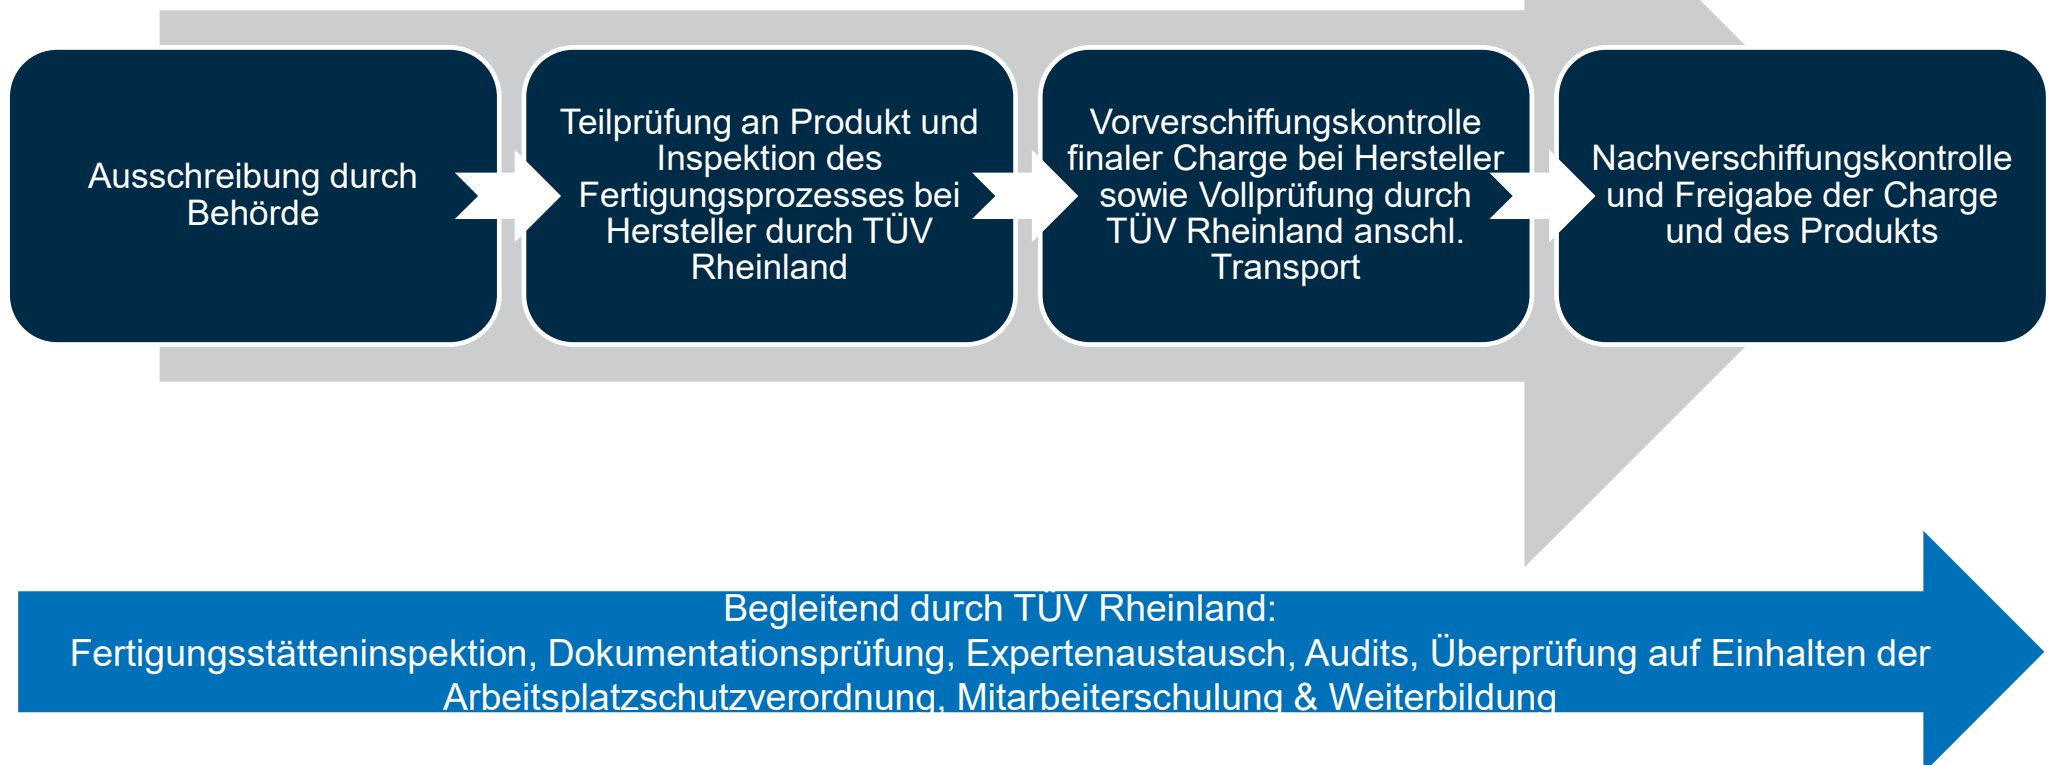 Ausschreibung durch
Behörde
Teilprüfung an Produkt und
Inspektion des
Fertigungsprozesses bei
Hersteller durch TÜV
Rheinland
Vorverschiffungskontrolle
finaler Charge bei Hersteller
sowie Vollprüfung durch
TÜV Rheinland anschl.
Transport
Nachverschiffungskontrolle
und Freigabe der Charge
und des Produkts
Begleitend durch TÜV Rheinland:
Fertigungsstätteninspektion, Dokumentationsprüfung, Expertenaustausch, Audits, Überprüfung auf Einhalten der
Arbeitsplatzschutzverordnung, Mitarbeiterschulung & Weiterbildung